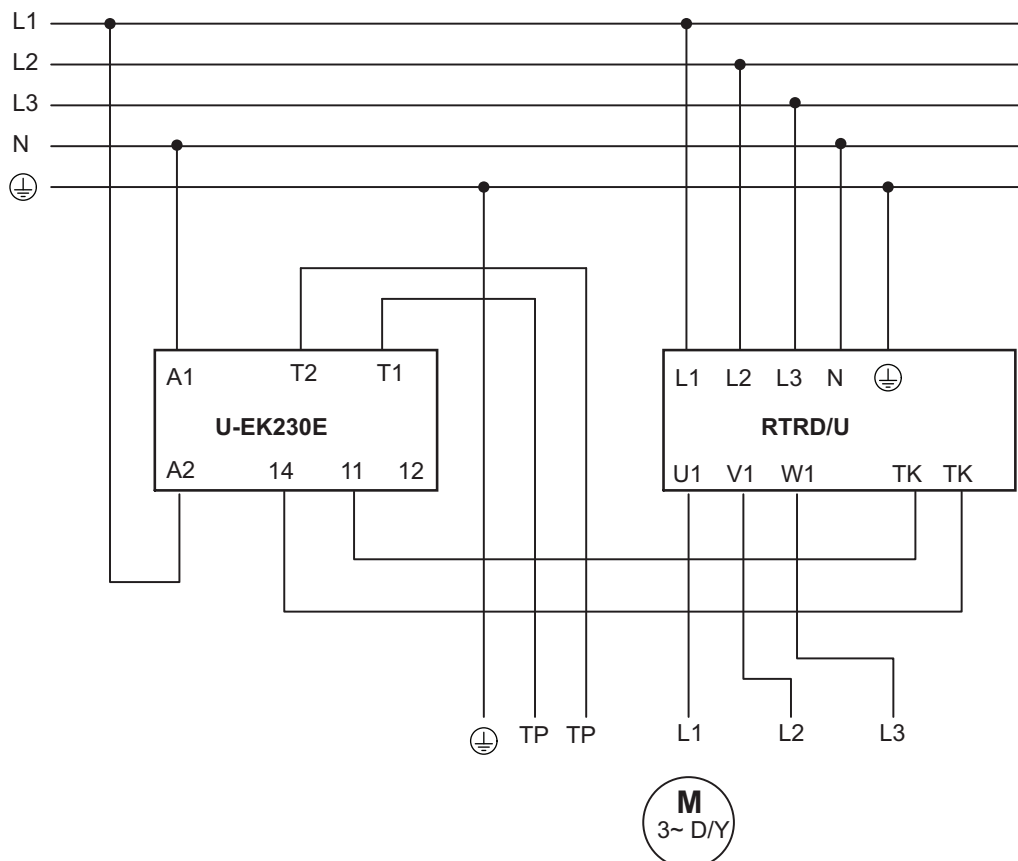 L1
L2
L3
N
A1 T2 T1
U-EK230E
A2 14 11 12
L1 L2 L3 N
RTRD/U
U1 V1 W1 TK TK
TP TP L1 L2 L3
M
3~ D/Y